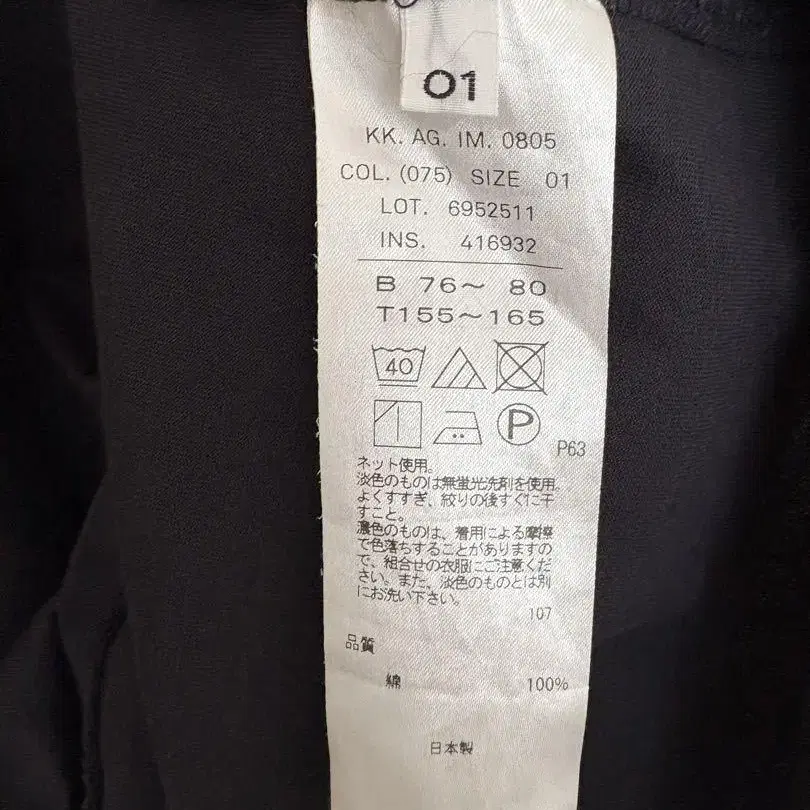 01
KK. AG. IM. 0805
COL. (075) SIZE 01
LOT. 6952511
INS. 416932
B 76〜 80
T155〜165
40
P
P63
ネット使用。
淡色のものは無蛍光洗剤を使用。
よくすすぎ、絞りの後すぐに干
すこと。
濃色のものは、着用による摩擦
で色落ちすることがありますの
で、組合せの衣服にご注意くだ
さい。また、淡色のものとは別
にお洗い下さい。
107
品質
綿 100%
日本製